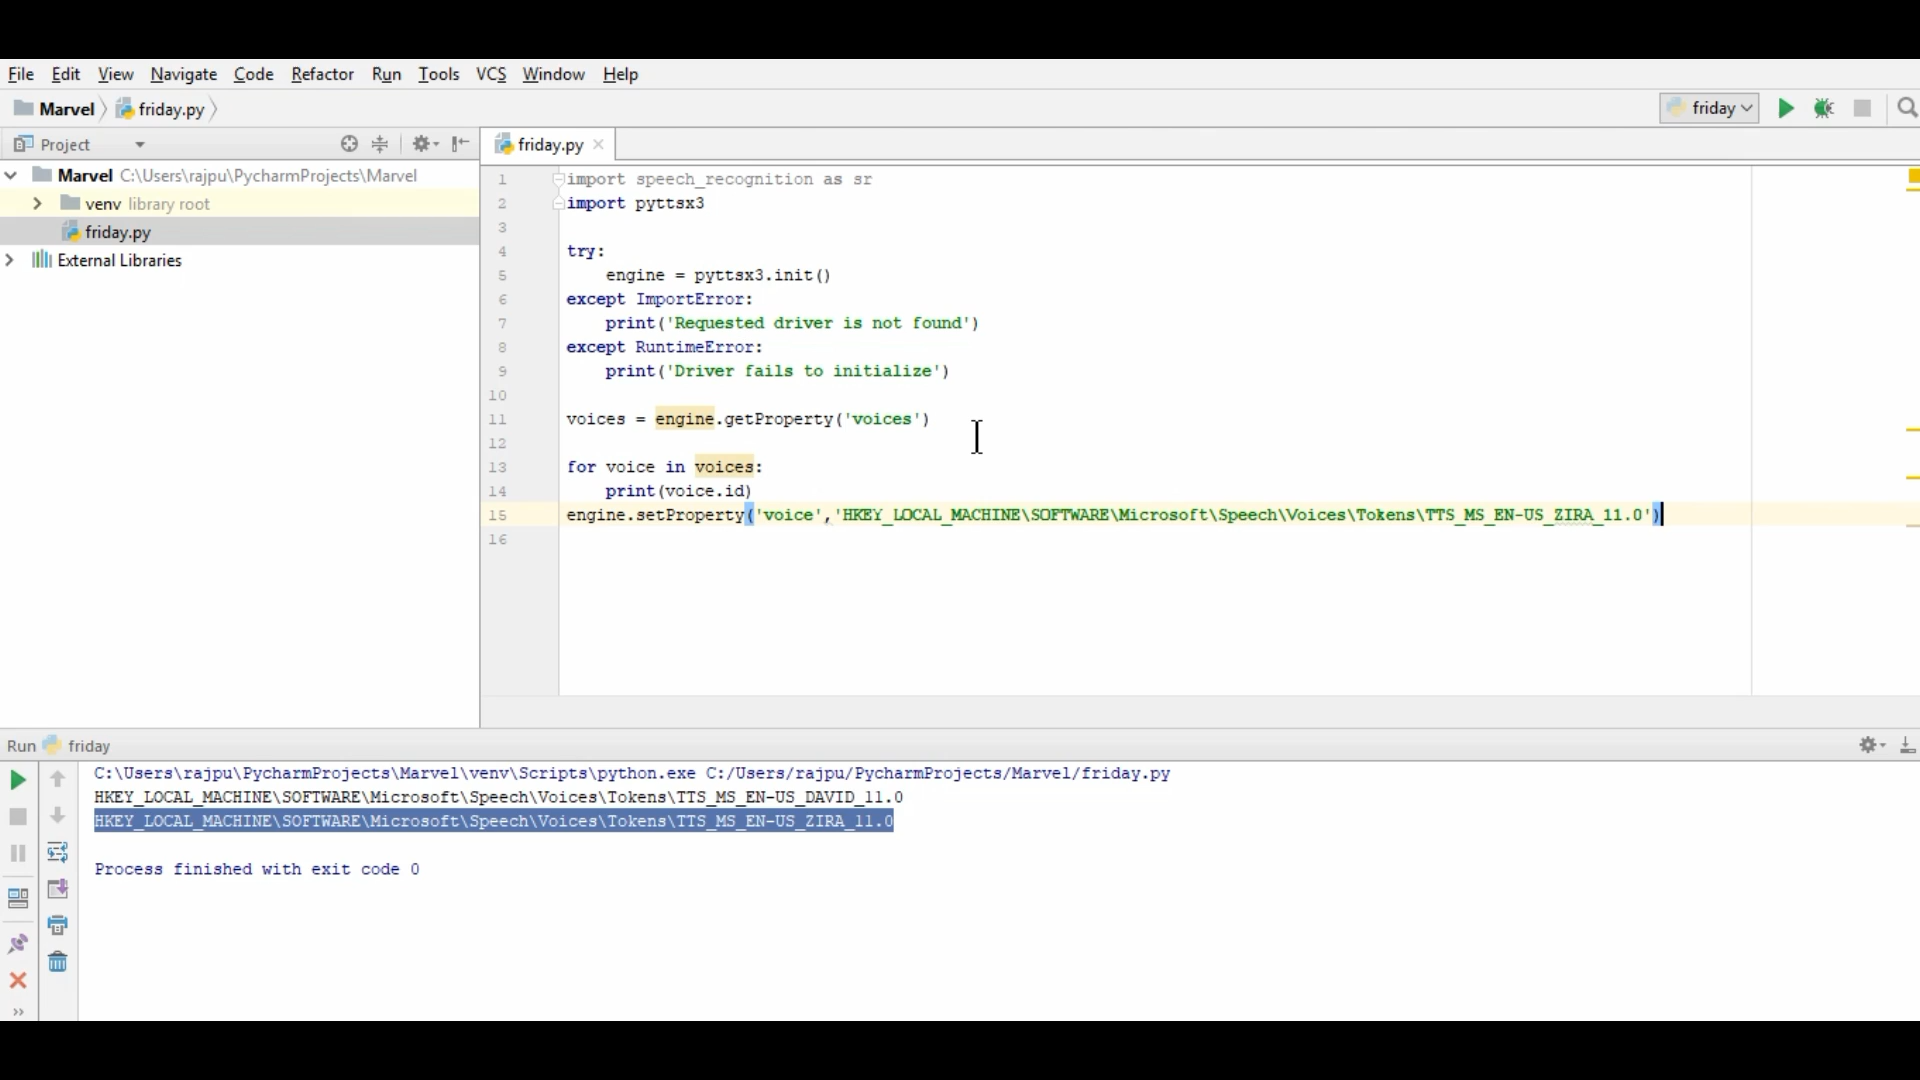 File Edit View Navigate Code Refactor Run Tools VCS Window Help
Marvel friday.py friday
Project friday.py
Marvel C:\Users\rajpu\PycharmProjects\Marvel
venv library root
friday.py
External Libraries
1 import speech_recognition as sr
2 import pyttsx3
3
4 try:
5 engine = pyttsx3.init()
6 except ImportError:
7 print('Requested driver is not found')
8 except RuntimeError:
9 print('Driver fails to initialize')
10
11 voices = engine.getProperty('voices')
12
13 for voice in voices:
14 print(voice.id)
15 engine.setProperty('voice','HKEY_LOCAL_MACHINE\SOFTWARE\Microsoft\Speech\Voices\Tokens\TTS_MS_EN-US_ZIRA_11.0')
16
Run friday
C:\Users\rajpu\PycharmProjects\Marvel\venv\Scripts\python.exe C:/Users/rajpu/PycharmProjects/Marvel/friday.py
HKEY_LOCAL_MACHINE\SOFTWARE\Microsoft\Speech\Voices\Tokens\TTS_MS_EN-US_DAVID_11.0
HKEY_LOCAL_MACHINE\SOFTWARE\Microsoft\Speech\Voices\Tokens\TTS_MS_EN-US_ZIRA_11.0
Process finished with exit code 0